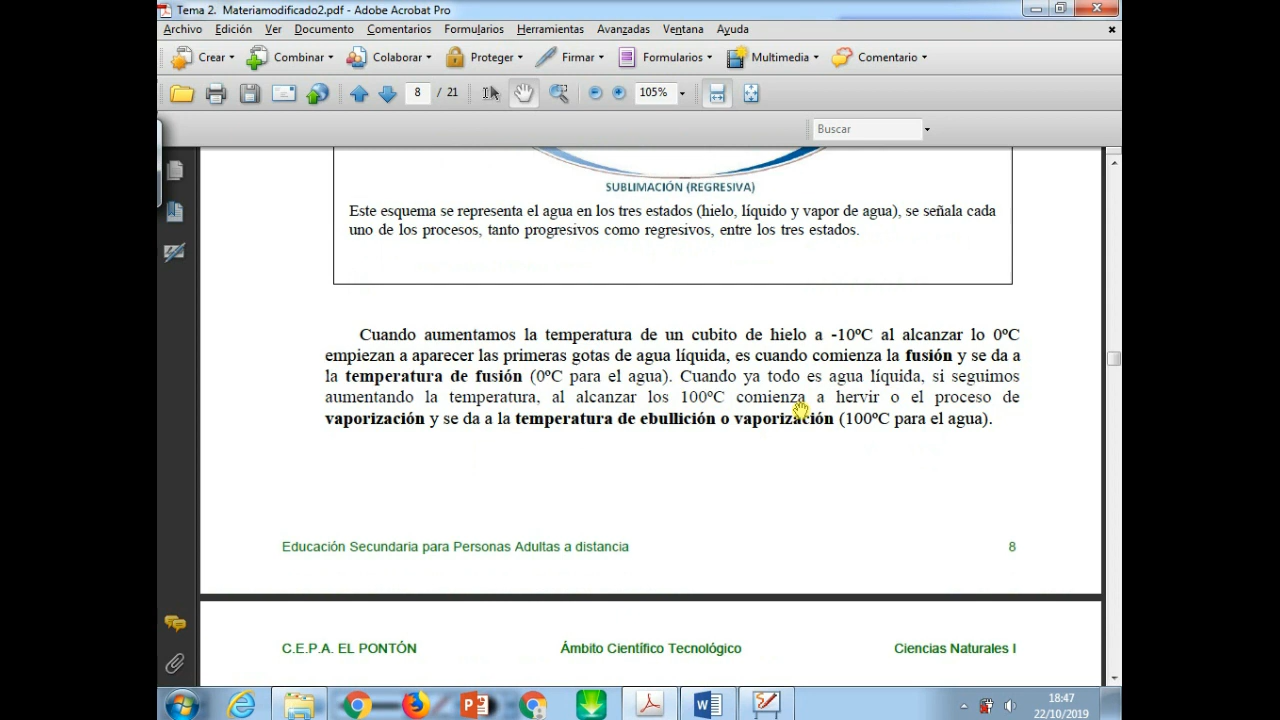 Tema 2.  Materiamodificado2.pdf - Adobe Acrobat Pro
Archivo Edición Ver Documento Comentarios Formularios Herramientas Avanzadas Ventana Ayuda
Crear Combinar Colaborar Proteger Firmar Formularios Multimedia Comentario
8 / 21 105%
Buscar
SUBLIMACIÓN (REGRESIVA)
Este esquema se representa el agua en los tres estados (hielo, líquido y vapor de agua), se señala cada
uno de los procesos, tanto progresivos como regresivos, entre los tres estados.
Cuando aumentamos la temperatura de un cubito de hielo a -10ºC al alcanzar lo 0ºC
empiezan a aparecer las primeras gotas de agua líquida, es cuando comienza la fusión y se da a
la temperatura de fusión (0ºC para el agua). Cuando ya todo es agua líquida, si seguimos
aumentando la temperatura, al alcanzar los 100ºC comienza a hervir o el proceso de
vaporización y se da a la temperatura de ebullición o vaporización (100ºC para el agua).
Educación Secundaria para Personas Adultas a distancia 8
C.E.P.A. EL PONTÓN Ámbito Científico Tecnológico Ciencias Naturales I
18:47
22/10/2019